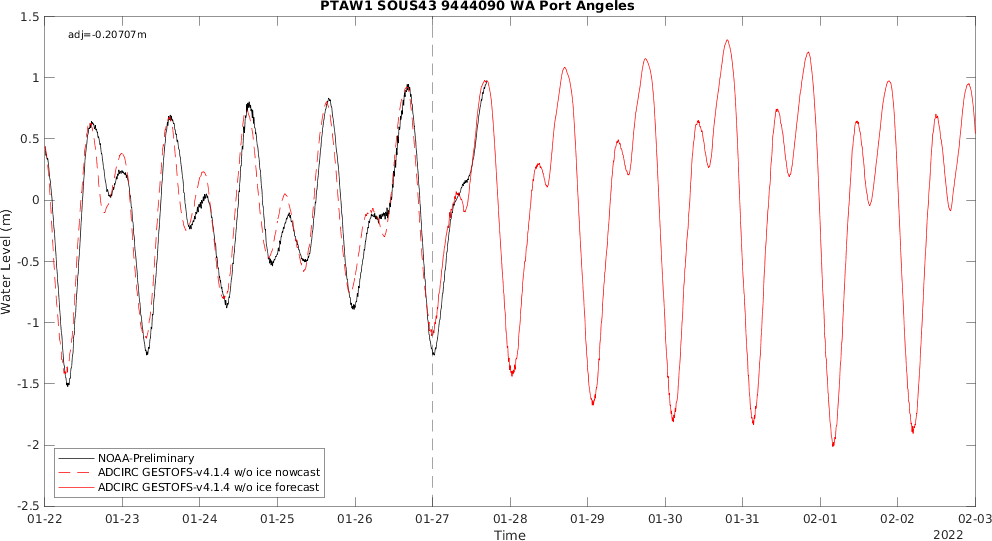 PTAW1 SOUS43 9444090 WA Port Angeles
adj=-0.20707m
1.5
1
0.5
0
-0.5
-1
-1.5
-2
-2.5
Water Level (m)
NOAA-Preliminary
ADCIRC GESTOFS-v4.1.4 w/o ice nowcast
ADCIRC GESTOFS-v4.1.4 w/o ice forecast
01-22 01-23 01-24 01-25 01-26 01-27 01-28 01-29 01-30 01-31 02-01 02-02 02-03
Time
2022